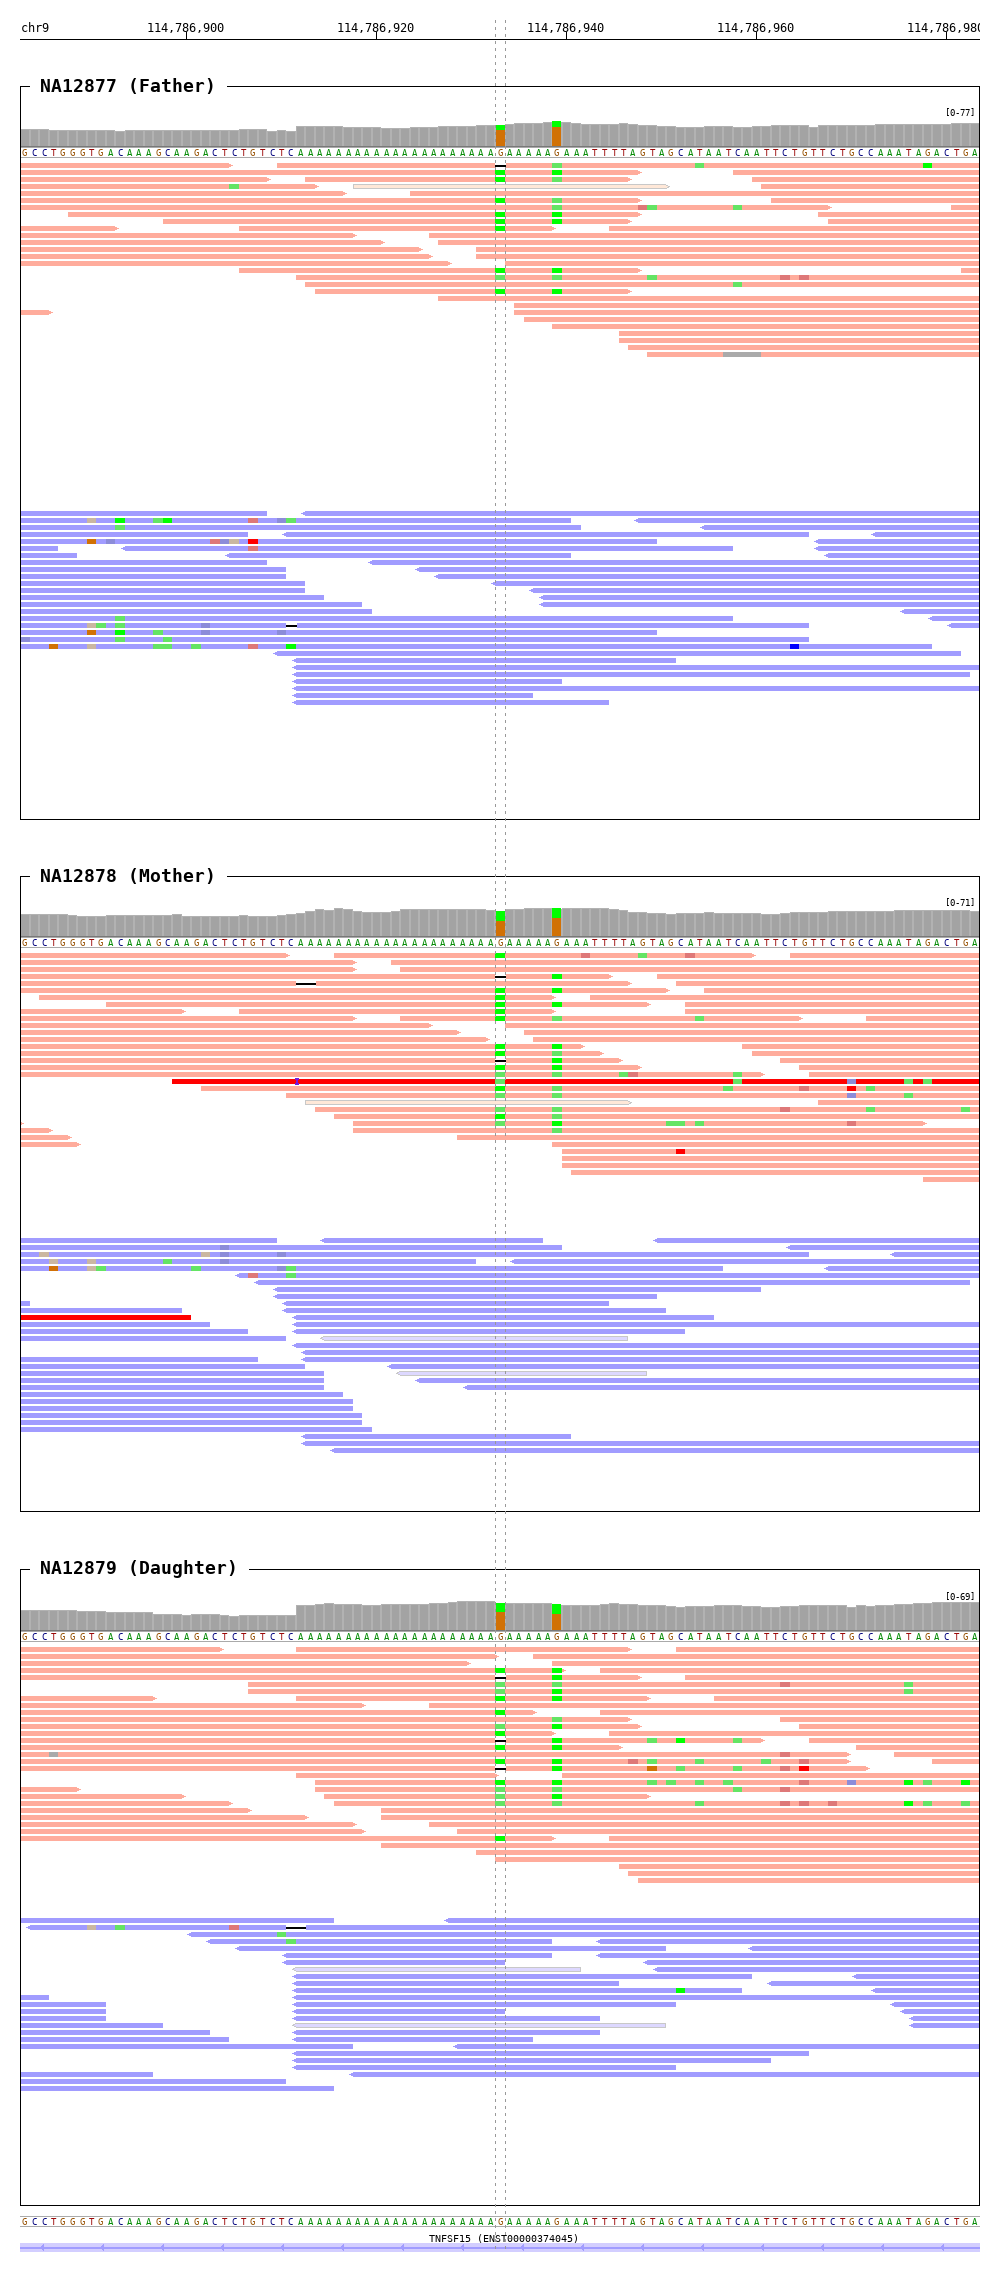 chr9 114,786,900 114,786,920 114,786,940 114,786,960 114,786,980
NA12877 (Father)
[0-77]
GCCTGGGTGACAAAGCAAGACTCTGTCTCAAAAAAAAAAAAAAAAAAAAAGAAAAAGAAATTTTAGTAGCATAATCAATTCTGTTCTGCCAAATAGACTGA
NA12878 (Mother)
[0-71]
GCCTGGGTGACAAAGCAAGACTCTGTCTCAAAAAAAAAAAAAAAAAAAAAGAAAAAGAAATTTTAGTAGCATAATCAATTCTGTTCTGCCAAATAGACTGA
NA12879 (Daughter)
[0-69]
GCCTGGGTGACAAAGCAAGACTCTGTCTCAAAAAAAAAAAAAAAAAAAAAGAAAAAGAAATTTTAGTAGCATAATCAATTCTGTTCTGCCAAATAGACTGA
GCCTGGGTGACAAAGCAAGACTCTGTCTCAAAAAAAAAAAAAAAAAAAAAGAAAAAGAAATTTTAGTAGCATAATCAATTCTGTTCTGCCAAATAGACTGA
TNFSF15 (ENST00000374045)